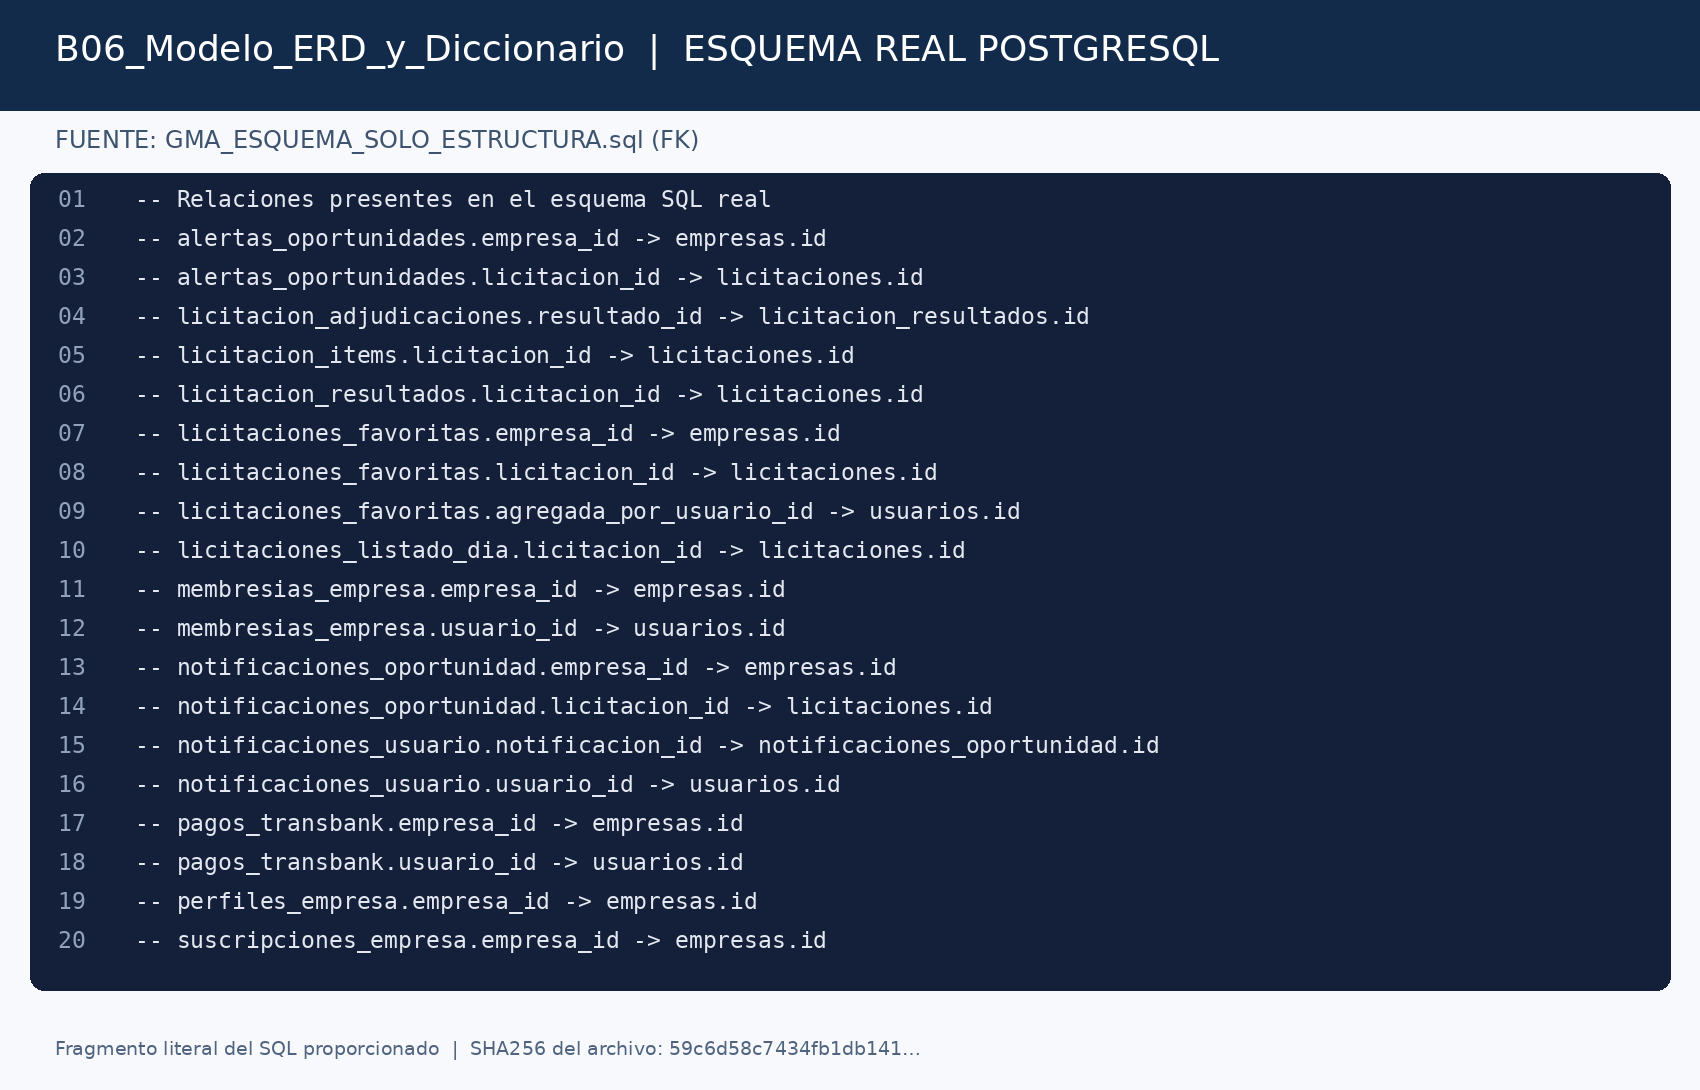 B06_Modelo_ERD_y_Diccionario | ESQUEMA REAL POSTGRESQL
FUENTE: GMA_ESQUEMA_SOLO_ESTRUCTURA.sql (FK)
01 -- Relaciones presentes en el esquema SQL real
02 -- alertas_oportunidades.empresa_id -> empresas.id
03 -- alertas_oportunidades.licitacion_id -> licitaciones.id
04 -- licitacion_adjudicaciones.resultado_id -> licitacion_resultados.id
05 -- licitacion_items.licitacion_id -> licitaciones.id
06 -- licitacion_resultados.licitacion_id -> licitaciones.id
07 -- licitaciones_favoritas.empresa_id -> empresas.id
08 -- licitaciones_favoritas.licitacion_id -> licitaciones.id
09 -- licitaciones_favoritas.agregada_por_usuario_id -> usuarios.id
10 -- licitaciones_listado_dia.licitacion_id -> licitaciones.id
11 -- membresias_empresa.empresa_id -> empresas.id
12 -- membresias_empresa.usuario_id -> usuarios.id
13 -- notificaciones_oportunidad.empresa_id -> empresas.id
14 -- notificaciones_oportunidad.licitacion_id -> licitaciones.id
15 -- notificaciones_usuario.notificacion_id -> notificaciones_oportunidad.id
16 -- notificaciones_usuario.usuario_id -> usuarios.id
17 -- pagos_transbank.empresa_id -> empresas.id
18 -- pagos_transbank.usuario_id -> usuarios.id
19 -- perfiles_empresa.empresa_id -> empresas.id
20 -- suscripciones_empresa.empresa_id -> empresas.id
Fragmento literal del SQL proporcionado | SHA256 del archivo: 59c6d58c7434fb1db141...